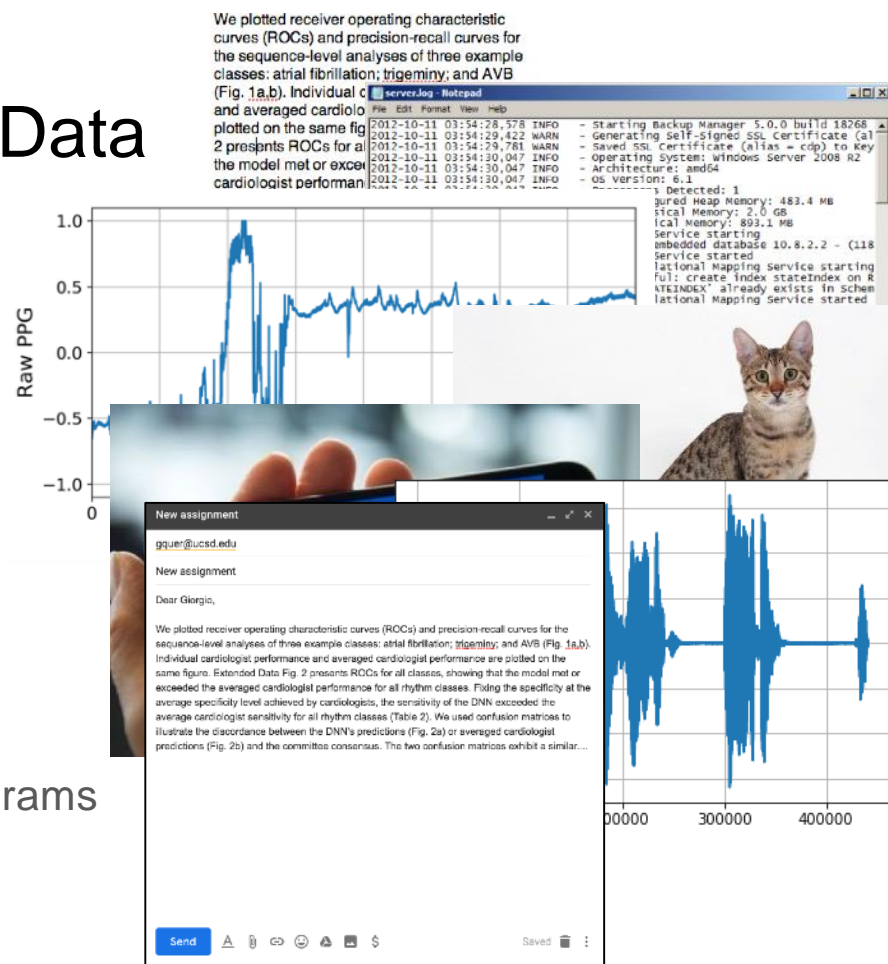 We plotted receiver operating characteristic
curves (ROCs) and precision-recall curves for
the sequence-level analyses of three example
classes: atrial fibrillation; trigeminy; and AVB
(Fig. 1a,b). Individual
and averaged cardiolo
plotted on the same fig
2 presents ROCs for al
the model met or excee
cardiologist performan
Data
server.log - Notepad
File Edit Format View Help
2012-10-11 03:54:28,578 INFO - Starting Backup Manager 5.0.0 build 18268
2012-10-11 03:54:29,422 WARN - Generating Self-Signed SSL Certificate (al
2012-10-11 03:54:29,781 WARN - Saved SSL Certificate (alias = cdp) to Key
2012-10-11 03:54:30,047 INFO - Operating System: Windows Server 2008 R2
2012-10-11 03:54:30,047 INFO - Architecture: amd64
2012-10-11 03:54:30,047 INFO - OS Version: 6.1
2012-10-11 03:54:30,047 INFO - Processors Detected: 1
gured Heap Memory: 483.4 MB
sical Memory: 2.0 GB
ical Memory: 893.1 MB
Service starting
embedded database 10.8.2.2 - (118
Service started
lational Mapping Service starting
ful: create index stateIndex on R
ATEINDEX' already exists in Schem
lational Mapping Service started
Raw PPG
1.0
0.5
0.0
−0.5
−1.0
0
New assignment
gquer@ucsd.edu
New assignment
Dear Giorgio,
We plotted receiver operating characteristic curves (ROCs) and precision-recall curves for the
sequence-level analyses of three example classes: atrial fibrillation; trigeminy; and AVB (Fig. 1a,b).
Individual cardiologist performance and averaged cardiologist performance are plotted on the
same figure. Extended Data Fig. 2 presents ROCs for all classes, showing that the model met or
exceeded the averaged cardiologist performance for all rhythm classes. Fixing the specificity at the
average specificity level achieved by cardiologists, the sensitivity of the DNN exceeded the
average cardiologist sensitivity for all rhythm classes (Table 2). We used confusion matrices to
illustrate the discordance between the DNN's predictions (Fig. 2a) or averaged cardiologist
predictions (Fig. 2b) and the committee consensus. The two confusion matrices exhibit a similar....
Send
Saved
rams
00000 300000 400000